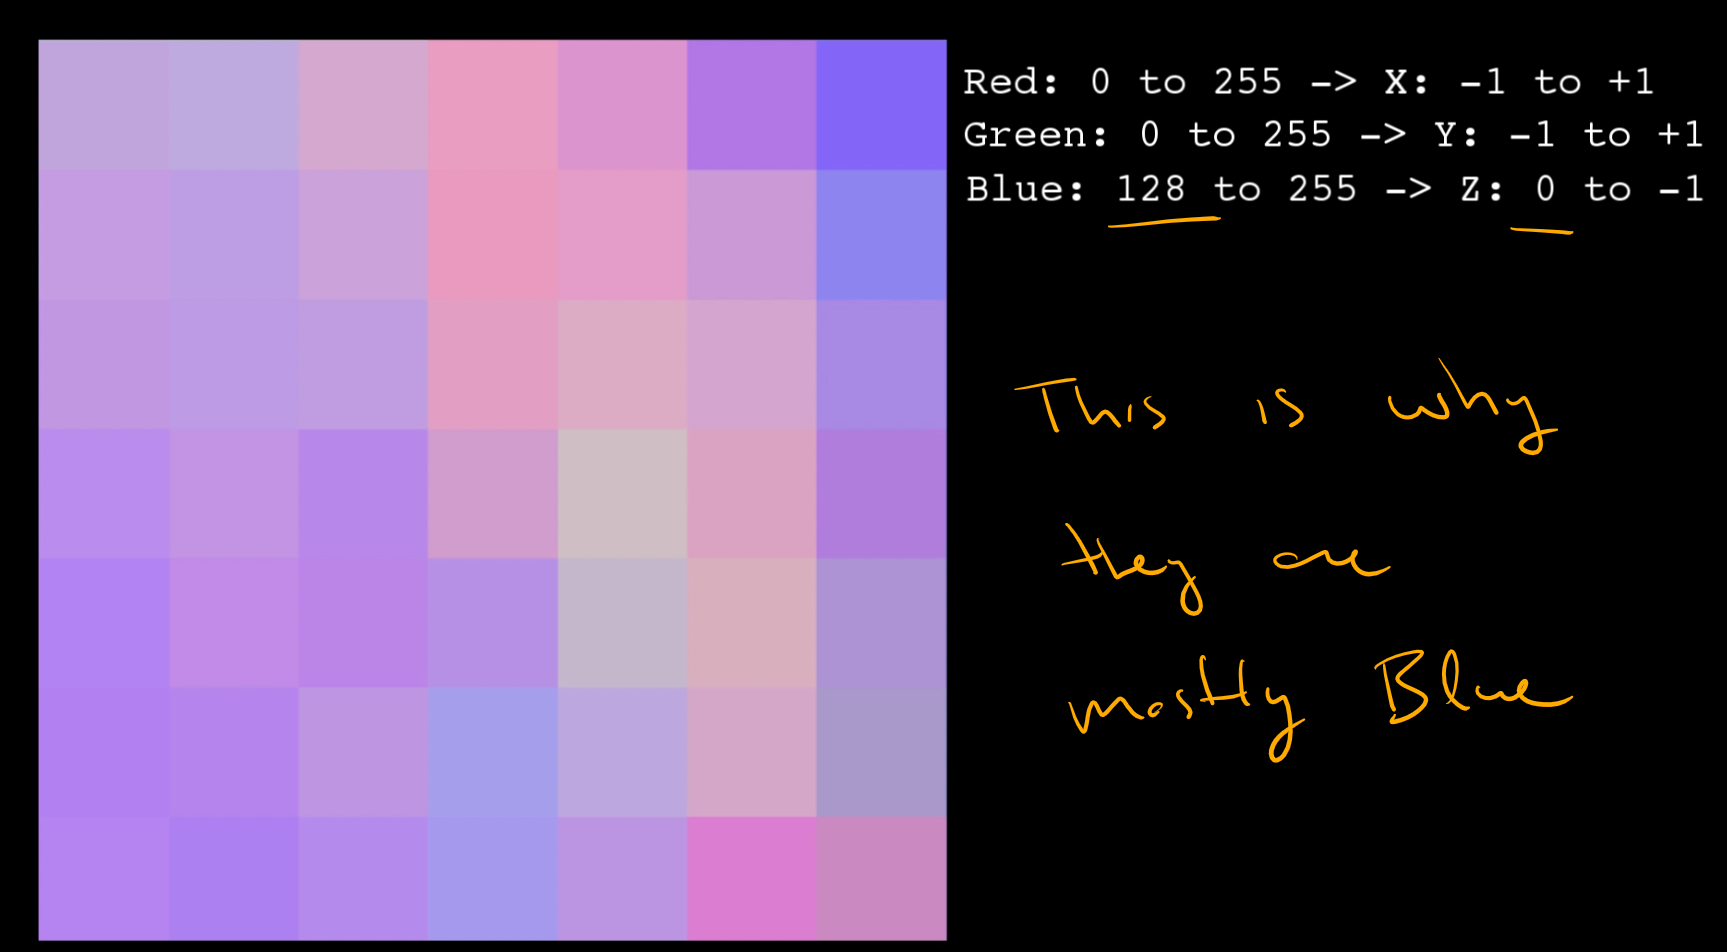 Red: 0 to 255 -> X: -1 to +1
Green: 0 to 255 -> Y: -1 to +1
Blue: 128 to 255 -> Z: 0 to -1
This is why
they are
mostly Blue